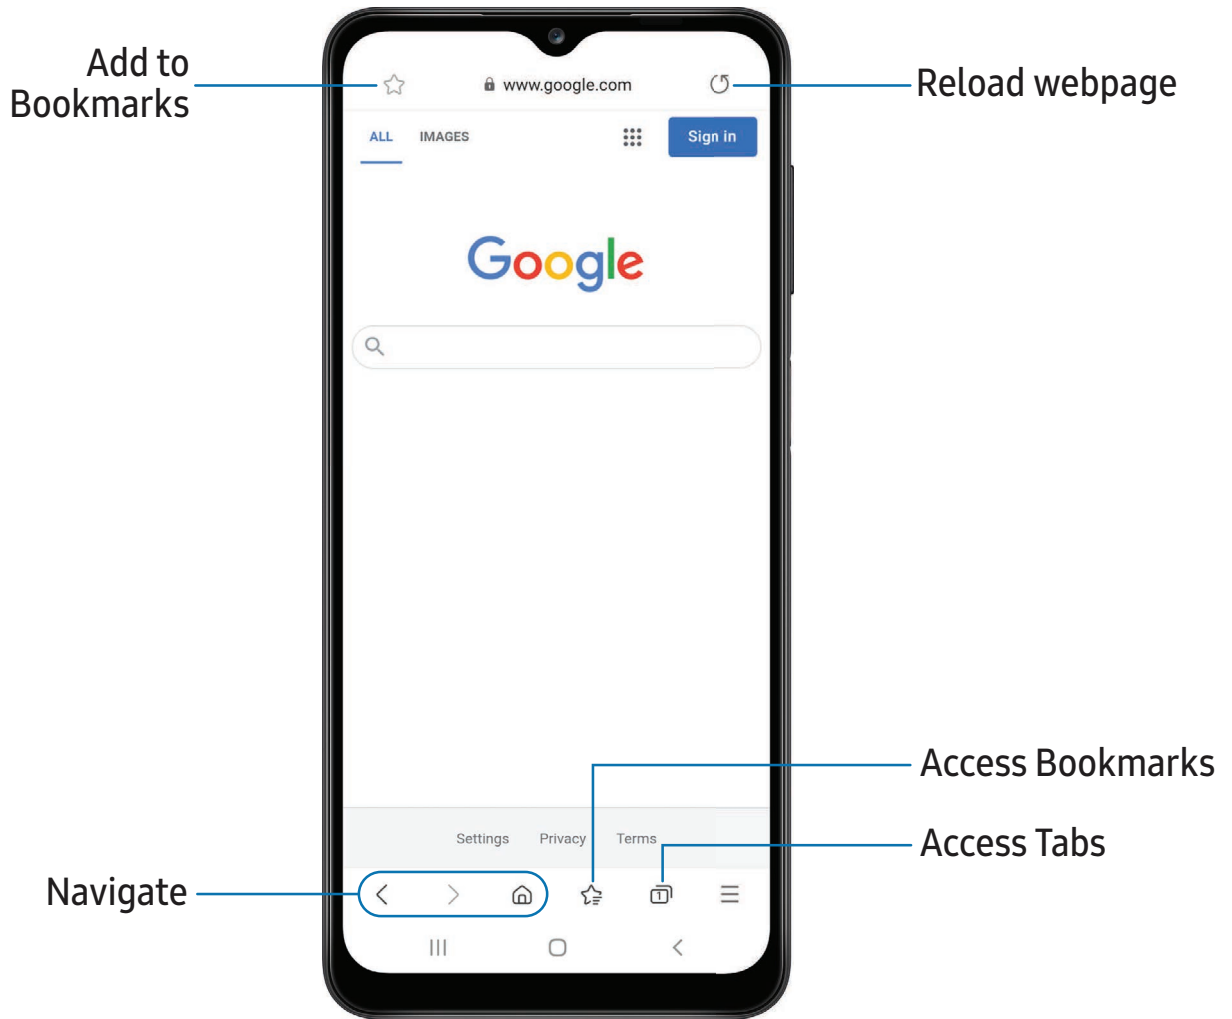 Add to
Bookmarks
www.google.com
Reload webpage
ALL IMAGES
Sign in
Google
Access Bookmarks
Settings Privacy Terms
Access Tabs
Navigate
1